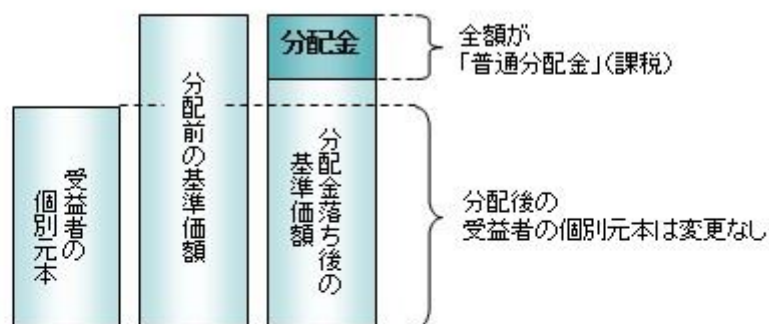 受益者の
個別元本
分配前の基準価額
分配金
分配金落ち後の
基準価額
全額が
「普通分配金」(課税)
分配後の
受益者の個別元本は変更なし